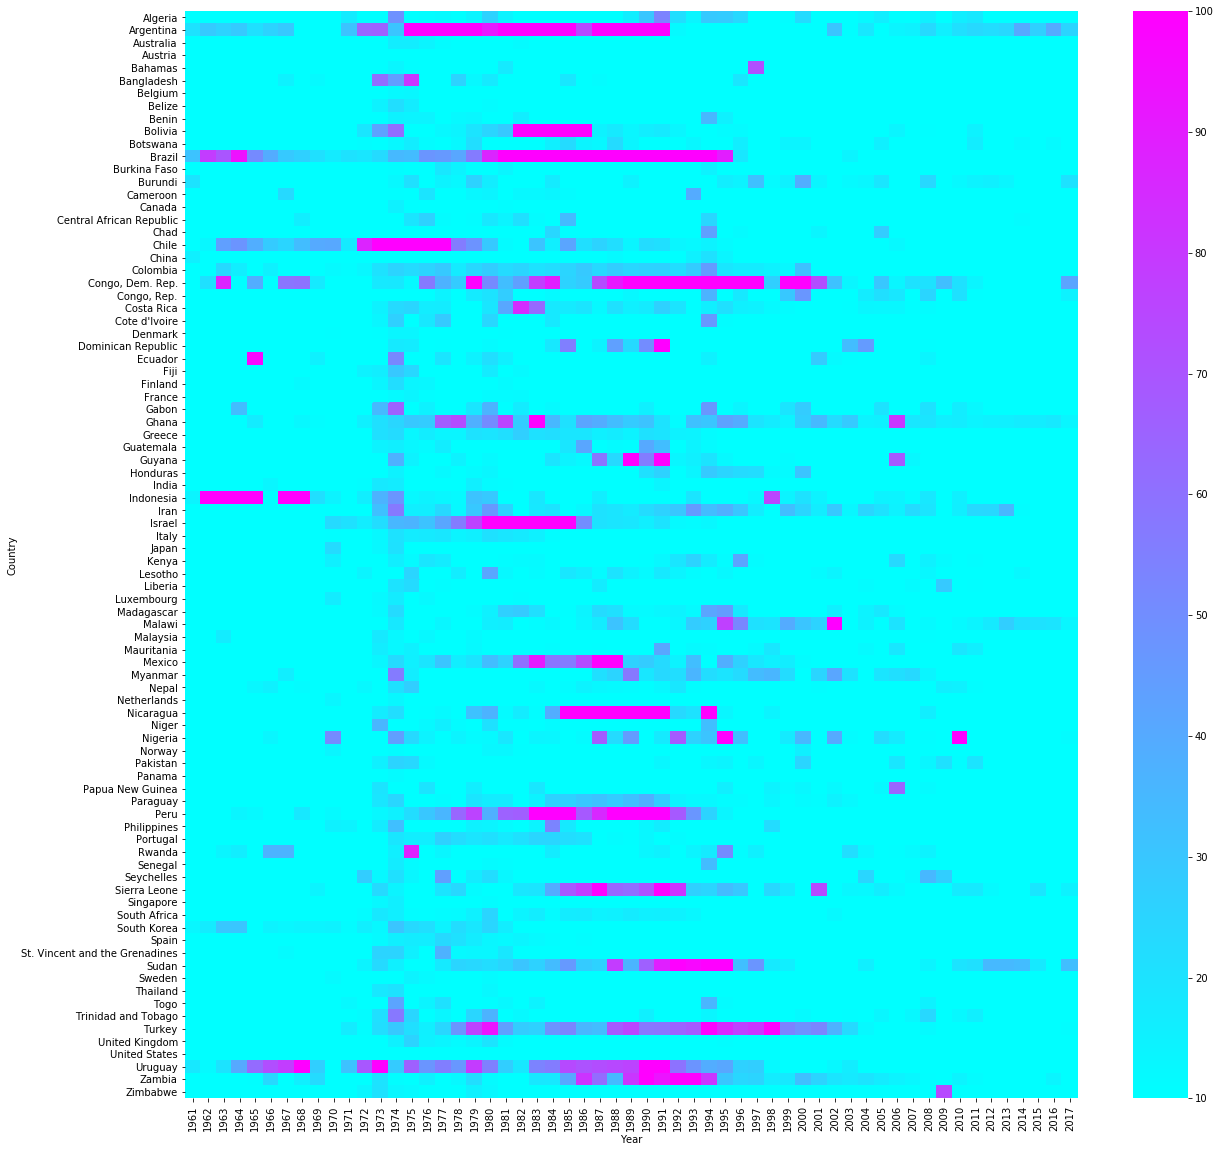 Country
Algeria
Argentina
Australia
Austria
Bahamas
Bangladesh
Belgium
Belize
Benin
Bolivia
Botswana
Brazil
Burkina Faso
Burundi
Cameroon
Canada
Central African Republic
Chad
Chile
China
Colombia
Congo, Dem. Rep.
Congo, Rep.
Costa Rica
Cote d'Ivoire
Denmark
Dominican Republic
Ecuador
Fiji
Finland
France
Gabon
Ghana
Greece
Guatemala
Guyana
Honduras
India
Indonesia
Iran
Israel
Italy
Japan
Kenya
Lesotho
Liberia
Luxembourg
Madagascar
Malawi
Malaysia
Mauritania
Mexico
Myanmar
Nepal
Netherlands
Nicaragua
Niger
Nigeria
Norway
Pakistan
Panama
Papua New Guinea
Paraguay
Peru
Philippines
Portugal
Rwanda
Senegal
Seychelles
Sierra Leone
Singapore
South Africa
South Korea
Spain
St. Vincent and the Grenadines
Sudan
Sweden
Thailand
Togo
Trinidad and Tobago
Turkey
United Kingdom
United States
Uruguay
Zambia
Zimbabwe
1961 1962 1963 1964 1965 1966 1967 1968 1969 1970 1971 1972 1973 1974 1975 1976 1977 1978 1979 1980 1981 1982 1983 1984 1985 1986 1987 1988 1989 1990 1991 1992 1993 1994 1995 1996 1997 1998 1999 2000 2001 2002 2003 2004 2005 2006 2007 2008 2009 2010 2011 2012 2013 2014 2015 2016 2017
Year
100
90
80
70
60
50
40
30
20
10